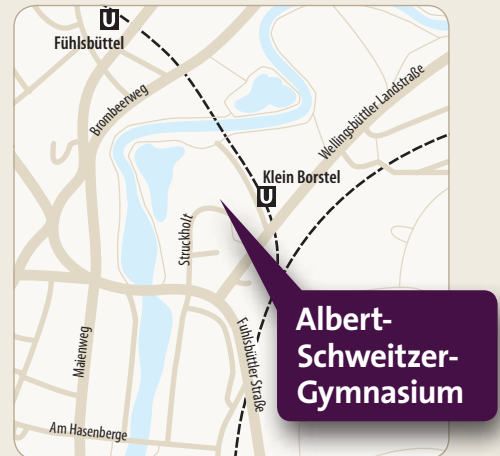 U
Fühlsbüttel
Brombeerweg
Wellingsbüttler Landstraße
Klein Borstel
U
Struckholt
Albert-
Schweitzer-
Gymnasium
Maienweg
Fuhlsbüttler Straße
Am Hasenberge